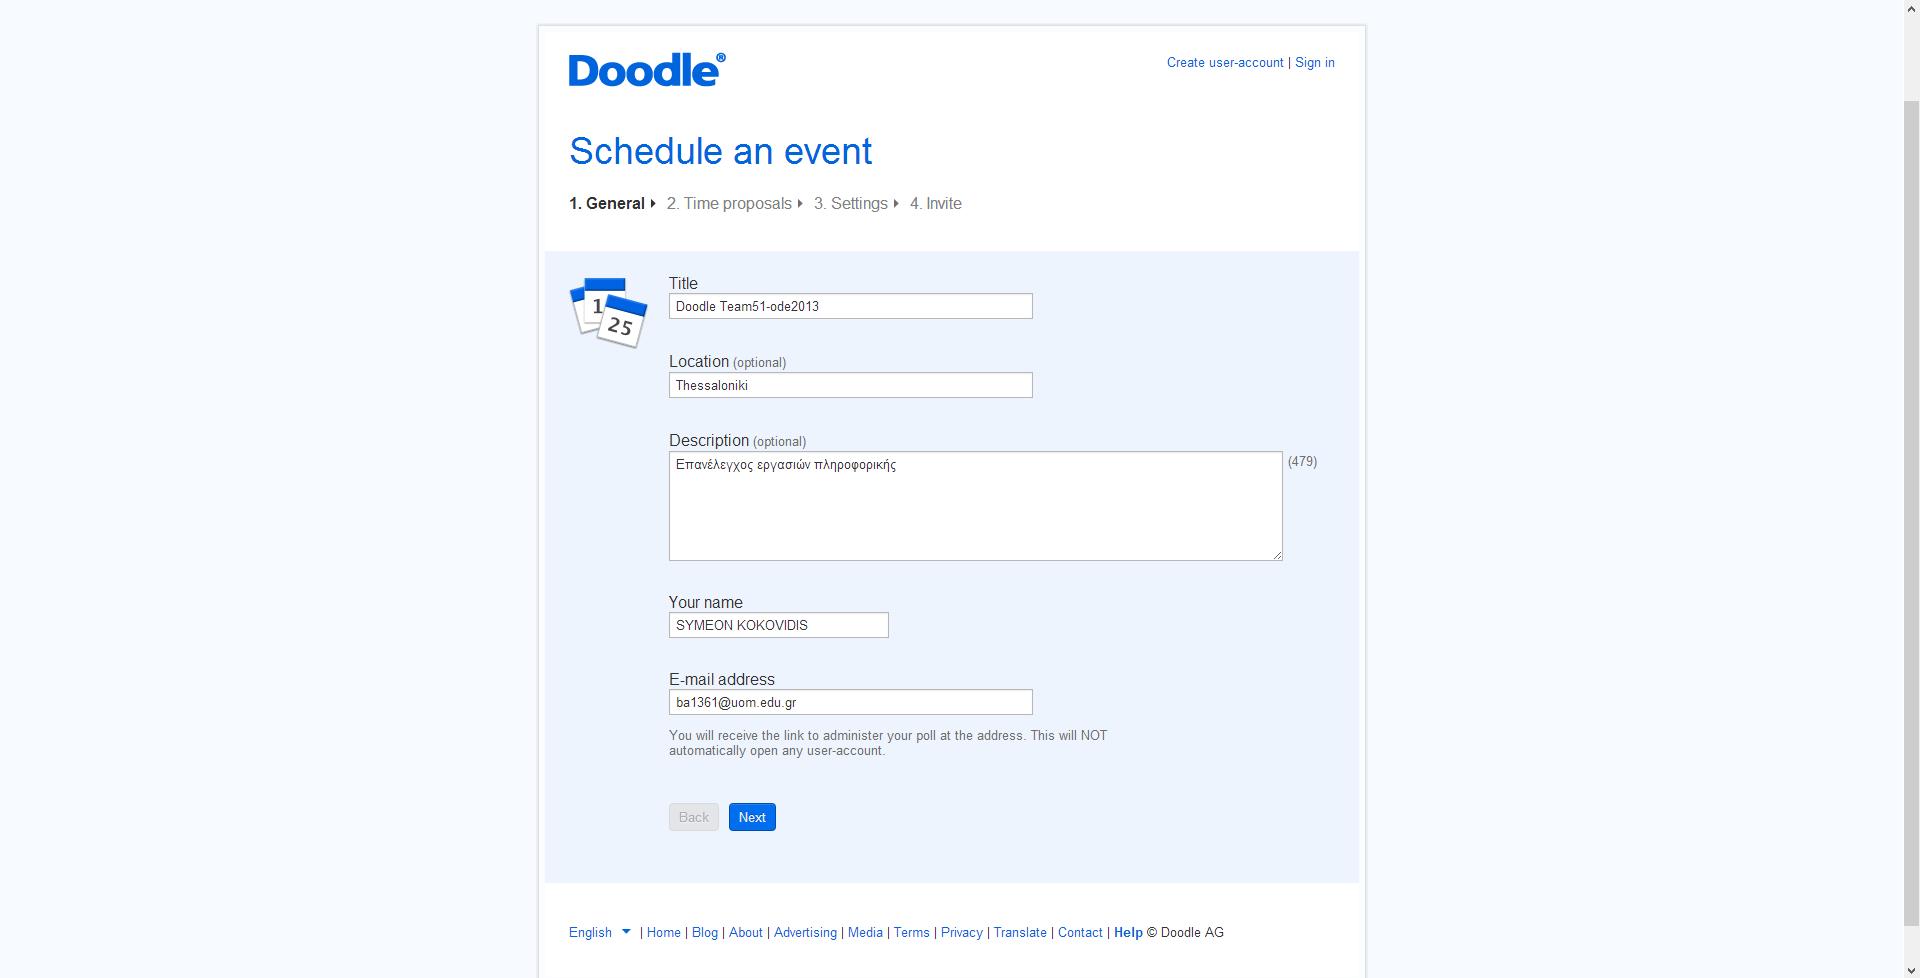 Doodle®
Create user-account | Sign in
Schedule an event
1. General 2. Time proposals 3. Settings 4. Invite
1
25
Title
Doodle Team51-ode2013
Location (optional)
Thessaloniki
Description (optional)
Επανέλεγχος εργασιών πληροφορικής
(479)
Your name
SYMEON KOKOVIDIS
E-mail address
ba1361@uom.edu.gr
You will receive the link to administer your poll at the address. This will NOT
automatically open any user-account.
Back Next
English | Home | Blog | About | Advertising | Media | Terms | Privacy | Translate | Contact | Help © Doodle AG